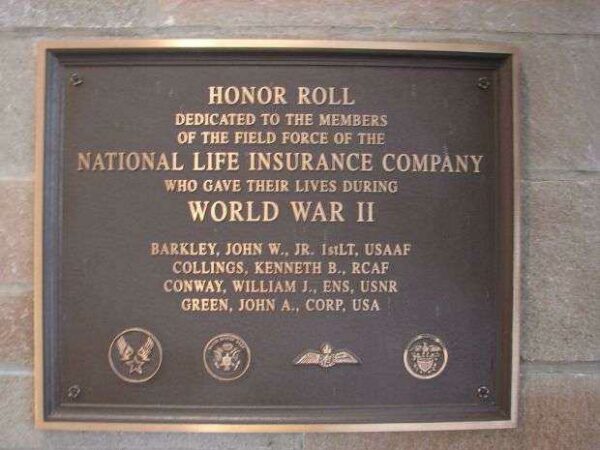 HONOR ROLL
DEDICATED TO THE MEMBERS
OF THE FIELD FORCE OF THE
NATIONAL LIFE INSURANCE COMPANY
WHO GAVE THEIR LIVES DURING
WORLD WAR II
BARKLEY, JOHN W., JR. 1stLT, USAAF
COLLINGS, KENNETH B., RCAF
CONWAY, WILLIAM J., ENS, USNR
GREEN, JOHN A., CORP, USA